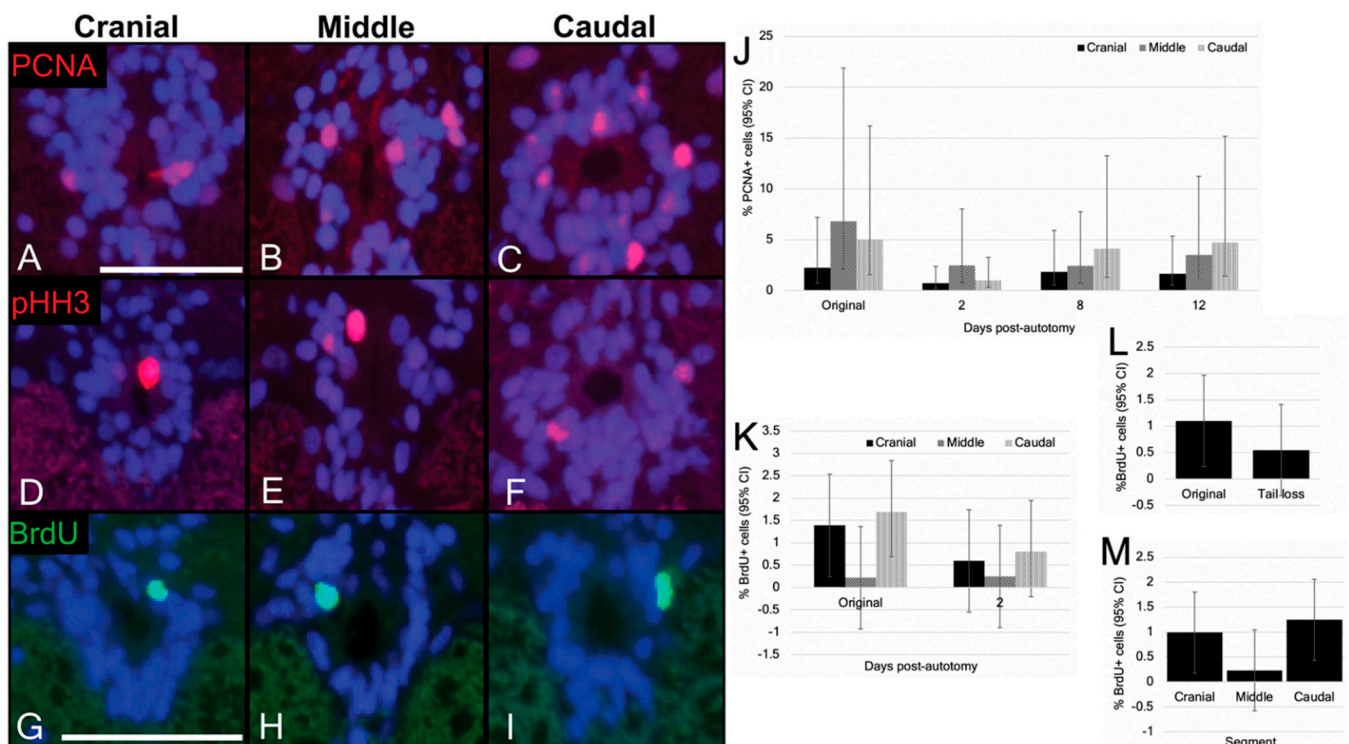 Cranial
Middle
Caudal
PCNA
A
B
C
pHH3
D
E
F
BrdU
G
H
I
J
25
20
15
10
5
0
% PCNA+ cells (95% CI)
Cranial Middle Caudal
Original 2 8 12
Days post-autotomy
K
3.5
3
2.5
2
1.5
1
0.5
0
-0.5
-1
-1.5
% BrdU+ cells (95% CI)
Cranial Middle Caudal
Original 2
Days post-autotomy
L
2.5
2
1.5
1
0.5
0
-0.5
%BrdU+ cells (95% CI)
Original Tail-loss
M
2.5
2
1.5
1
0.5
0
-0.5
-1
% BrdU+ cells (95% CI)
Cranial Middle Caudal
Segment